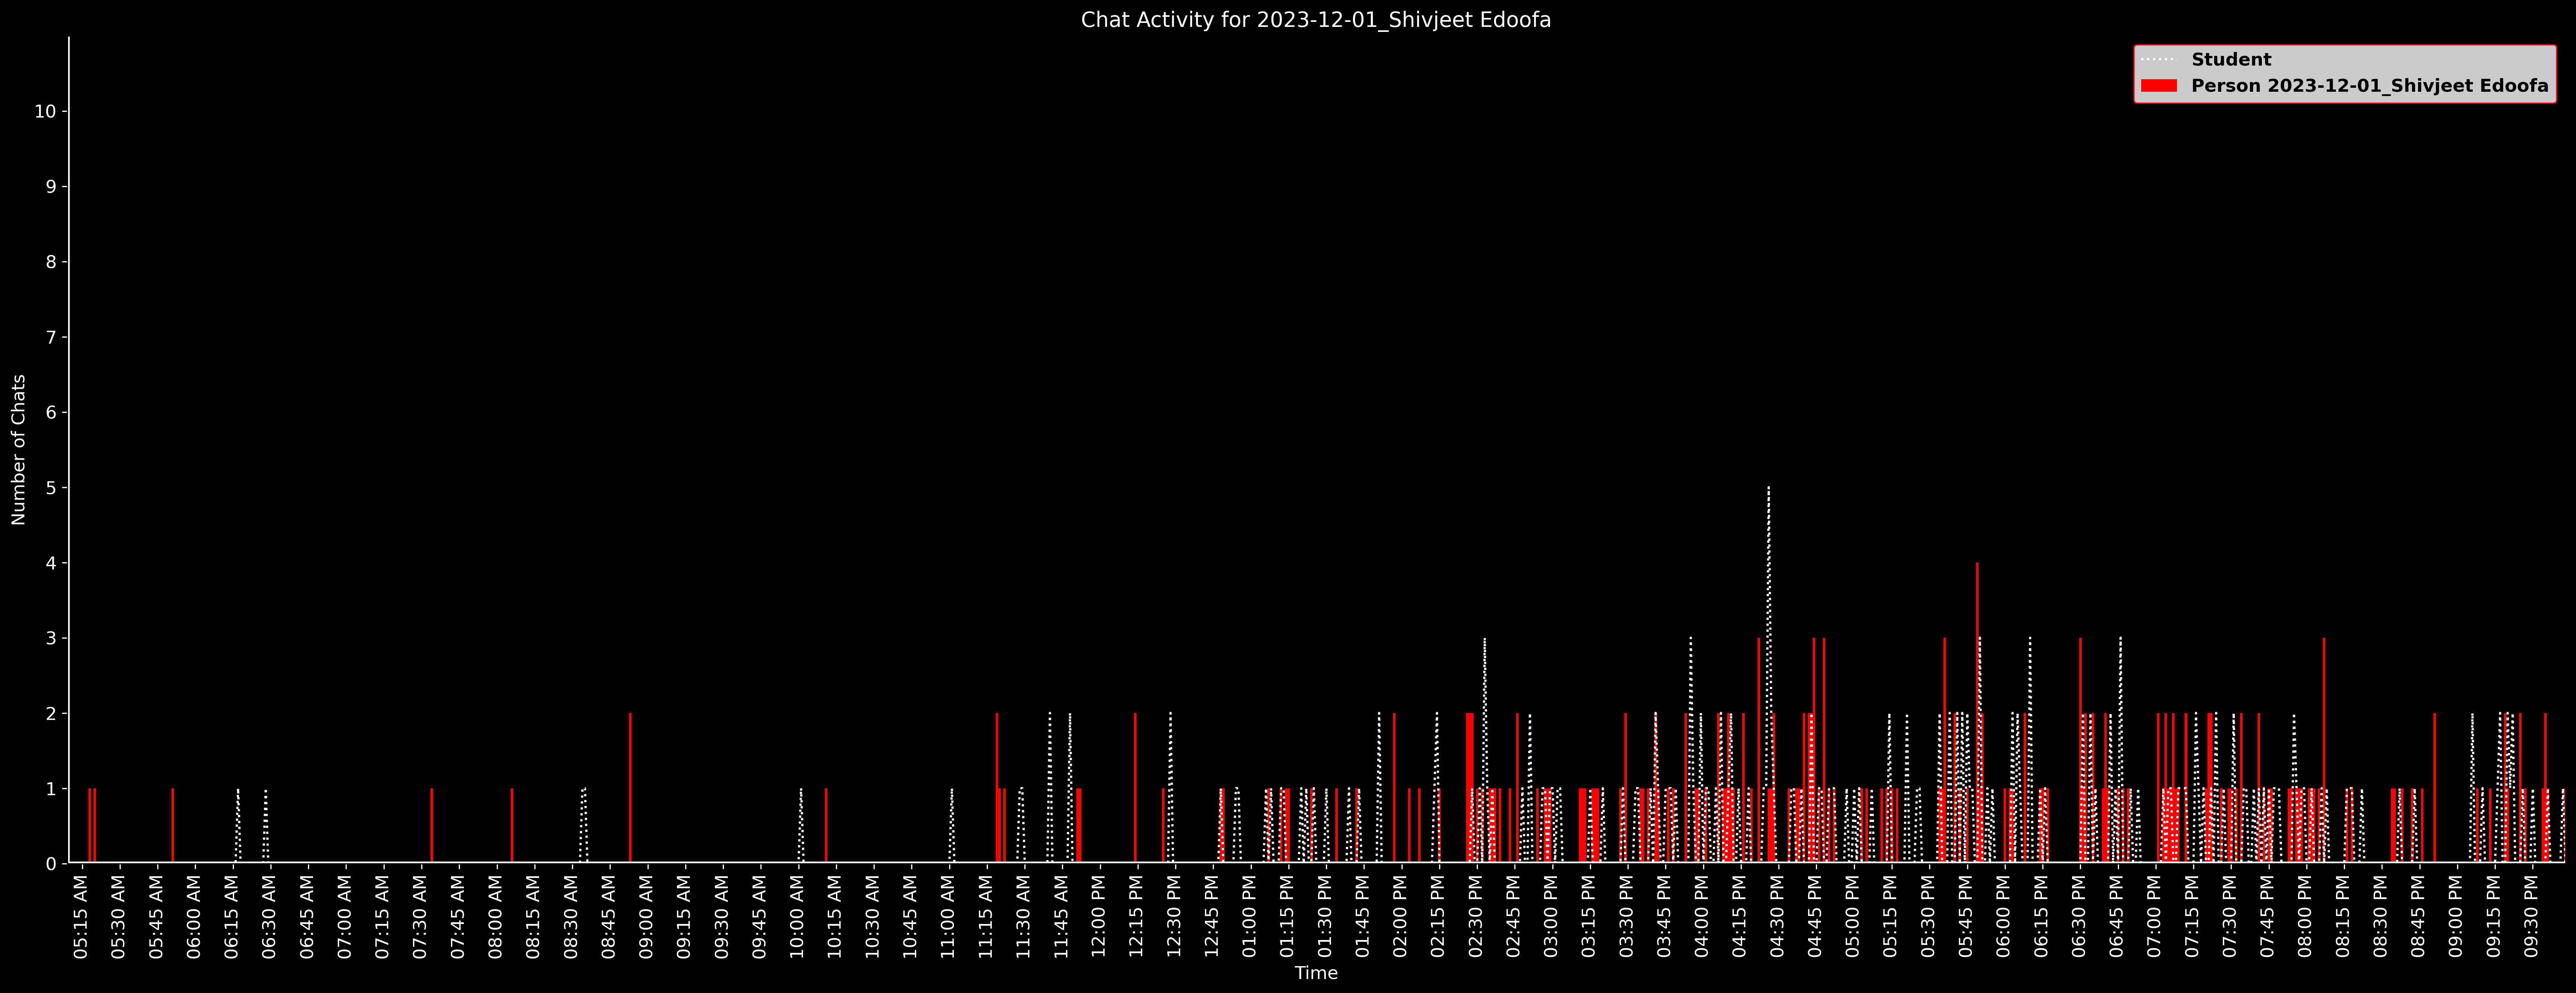 Chat Activity for 2023-12-01_Shivjeet Edoofa
Student
Person 2023-12-01_Shivjeet Edoofa
Number of Chats
10
9
8
7
6
5
4
3
2
1
0
05:15 AM
05:30 AM
05:45 AM
06:00 AM
06:15 AM
06:30 AM
06:45 AM
07:00 AM
07:15 AM
07:30 AM
07:45 AM
08:00 AM
08:15 AM
08:30 AM
08:45 AM
09:00 AM
09:15 AM
09:30 AM
09:45 AM
10:00 AM
10:15 AM
10:30 AM
10:45 AM
11:00 AM
11:15 AM
11:30 AM
11:45 AM
12:00 PM
12:15 PM
12:30 PM
12:45 PM
01:00 PM
01:15 PM
01:30 PM
01:45 PM
02:00 PM
02:15 PM
02:30 PM
02:45 PM
03:00 PM
03:15 PM
03:30 PM
03:45 PM
04:00 PM
04:15 PM
04:30 PM
04:45 PM
05:00 PM
05:15 PM
05:30 PM
05:45 PM
06:00 PM
06:15 PM
06:30 PM
06:45 PM
07:00 PM
07:15 PM
07:30 PM
07:45 PM
08:00 PM
08:15 PM
08:30 PM
08:45 PM
09:00 PM
09:15 PM
09:30 PM
Time